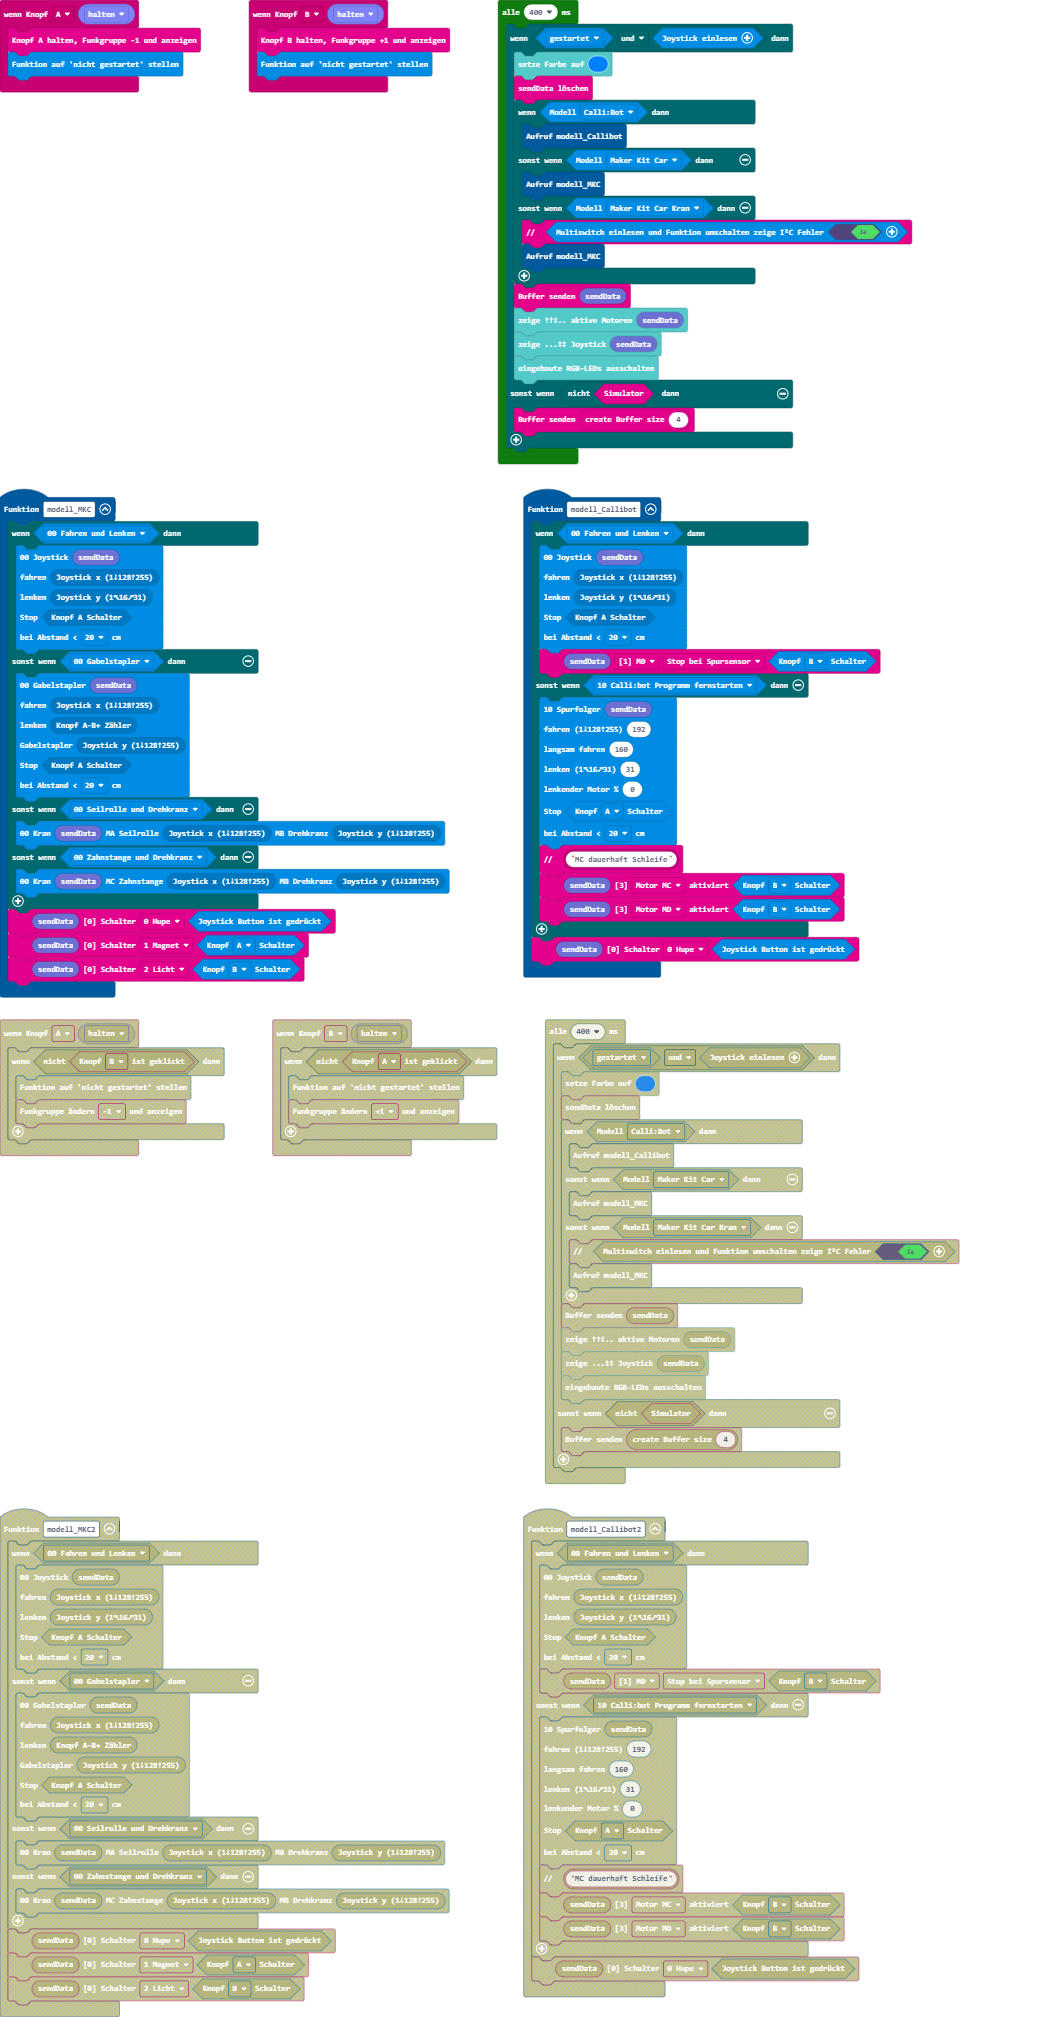 wenn Knopf A halten
Knopf A halten, Funkgruppe -1 und anzeigen
Funktion auf 'nicht gestartet' stellen
wenn Knopf B halten
Knopf B halten, Funkgruppe +1 und anzeigen
Funktion auf 'nicht gestartet' stellen
alle 400 ms
wenn gestartet und Joystick einlesen dann
setze Farbe auf
sendData löschen
wenn Modell Calli:Bot dann
Aufruf modell_Callibot
sonst wenn Modell Maker Kit Car dann
Aufruf modell_MKC
sonst wenn Modell Maker Kit Car Kran dann
// Multiswitch einlesen und Funktion umschalten zeige I²C Fehler Ja
Aufruf modell_MKC
Buffer senden sendData
zeige ↑↑↕.. aktive Motoren sendData
zeige ...↕↕ Joystick sendData
eingebaute RGB-LEDs ausschalten
sonst wenn nicht Simulator dann
Buffer senden create Buffer size 4
Funktion modell_MKC
wenn 00 Fahren und Lenken dann
00 Joystick sendData
fahren Joystick x (1↓128↑255)
lenken Joystick y (1↖16↗31)
Stop Knopf A Schalter
bei Abstand < 20 cm
sonst wenn 00 Gabelstapler dann
00 Gabelstapler sendData
fahren Joystick x (1↓128↑255)
lenken Knopf A-B+ Zähler
Gabelstapler Joystick y (1↓128↑255)
Stop Knopf A Schalter
bei Abstand < 20 cm
sonst wenn 00 Seilrolle und Drehkranz dann
00 Kran sendData MA Seilrolle Joystick x (1↓128↑255) MB Drehkranz Joystick y (1↓128↑255)
sonst wenn 00 Zahnstange und Drehkranz dann
00 Kran sendData MC Zahnstange Joystick x (1↓128↑255) MB Drehkranz Joystick y (1↓128↑255)
sendData [0] Schalter 0 Hupe Joystick Button ist gedrückt
sendData [0] Schalter 1 Magnet Knopf A Schalter
sendData [0] Schalter 2 Licht Knopf B Schalter
Funktion modell_Callibot
wenn 00 Fahren und Lenken dann
00 Joystick sendData
fahren Joystick x (1↓128↑255)
lenken Joystick y (1↖16↗31)
Stop Knopf A Schalter
bei Abstand < 20 cm
sendData [1] M0 Stop bei Spursensor Knopf B Schalter
sonst wenn 10 Calli:bot Programm fernstarten dann
10 Spurfolger sendData
fahren (1↓128↑255) 192
langsam fahren 160
lenken (1↖16↗31) 31
lenkender Motor % 0
Stop Knopf A Schalter
bei Abstand < 20 cm
// "MC dauerhaft Schleife"
sendData [3] Motor MC aktiviert Knopf B Schalter
sendData [3] Motor MD aktiviert Knopf B Schalter
sendData [0] Schalter 0 Hupe Joystick Button ist gedrückt
wenn Knopf A halten
wenn nicht Knopf B ist geklickt dann
Funktion auf 'nicht gestartet' stellen
Funkgruppe ändern -1 und anzeigen
wenn Knopf B halten
wenn nicht Knopf A ist geklickt dann
Funktion auf 'nicht gestartet' stellen
Funkgruppe ändern +1 und anzeigen
alle 400 ms
wenn gestartet und Joystick einlesen dann
setze Farbe auf
sendData löschen
wenn Modell Calli:Bot dann
Aufruf modell_Callibot
sonst wenn Modell Maker Kit Car dann
Aufruf modell_MKC
sonst wenn Modell Maker Kit Car Kran dann
// Multiswitch einlesen und Funktion umschalten zeige I²C Fehler Ja
Aufruf modell_MKC
Buffer senden sendData
zeige ↑↑↕.. aktive Motoren sendData
zeige ...↕↕ Joystick sendData
eingebaute RGB-LEDs ausschalten
sonst wenn nicht Simulator dann
Buffer senden create Buffer size 4
Funktion modell_MKC2
wenn 00 Fahren und Lenken dann
00 Joystick sendData
fahren Joystick x (1↓128↑255)
lenken Joystick y (1↖16↗31)
Stop Knopf A Schalter
bei Abstand < 20 cm
sonst wenn 00 Gabelstapler dann
00 Gabelstapler sendData
fahren Joystick x (1↓128↑255)
lenken Knopf A-B+ Zähler
Gabelstapler Joystick y (1↓128↑255)
Stop Knopf A Schalter
bei Abstand < 20 cm
sonst wenn 00 Seilrolle und Drehkranz dann
00 Kran sendData MA Seilrolle Joystick x (1↓128↑255) MB Drehkranz Joystick y (1↓128↑255)
sonst wenn 00 Zahnstange und Drehkranz dann
00 Kran sendData MC Zahnstange Joystick x (1↓128↑255) MB Drehkranz Joystick y (1↓128↑255)
sendData [0] Schalter 0 Hupe Joystick Button ist gedrückt
sendData [0] Schalter 1 Magnet Knopf A Schalter
sendData [0] Schalter 2 Licht Knopf B Schalter
Funktion modell_Callibot2
wenn 00 Fahren und Lenken dann
00 Joystick sendData
fahren Joystick x (1↓128↑255)
lenken Joystick y (1↖16↗31)
Stop Knopf A Schalter
bei Abstand < 20 cm
sendData [1] M0 Stop bei Spursensor Knopf B Schalter
sonst wenn 10 Calli:bot Programm fernstarten dann
10 Spurfolger sendData
fahren (1↓128↑255) 192
langsam fahren 160
lenken (1↖16↗31) 31
lenkender Motor % 0
Stop Knopf A Schalter
bei Abstand < 20 cm
// "MC dauerhaft Schleife"
sendData [3] Motor MC aktiviert Knopf B Schalter
sendData [3] Motor MD aktiviert Knopf B Schalter
sendData [0] Schalter 0 Hupe Joystick Button ist gedrückt